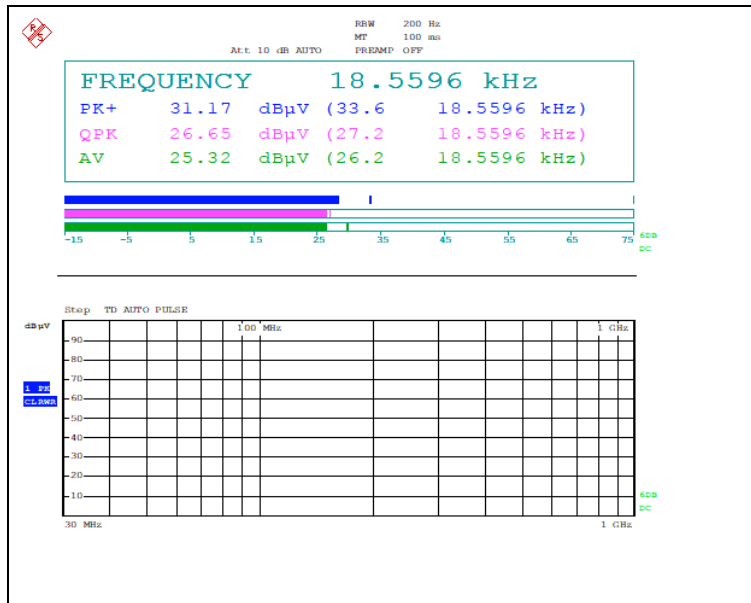 R S
RBW 200 Hz
MT 100 ms
Att 10 dB AUTO PREAMP OFF
FREQUENCY 18.5596 kHz
PK+ 31.17 dBµV (33.6 18.5596 kHz)
QPK 26.65 dBµV (27.2 18.5596 kHz)
AV 25.32 dBµV (26.2 18.5596 kHz)
-15 -5 5 15 25 35 45 55 65 75
6DB
DC
Step TD AUTO PULSE
dBµV
100 MHz 1 GHz
90
80
70
1 PK
CLRWR
60
50
40
30
20
10
6DB
DC
30 MHz 1 GHz